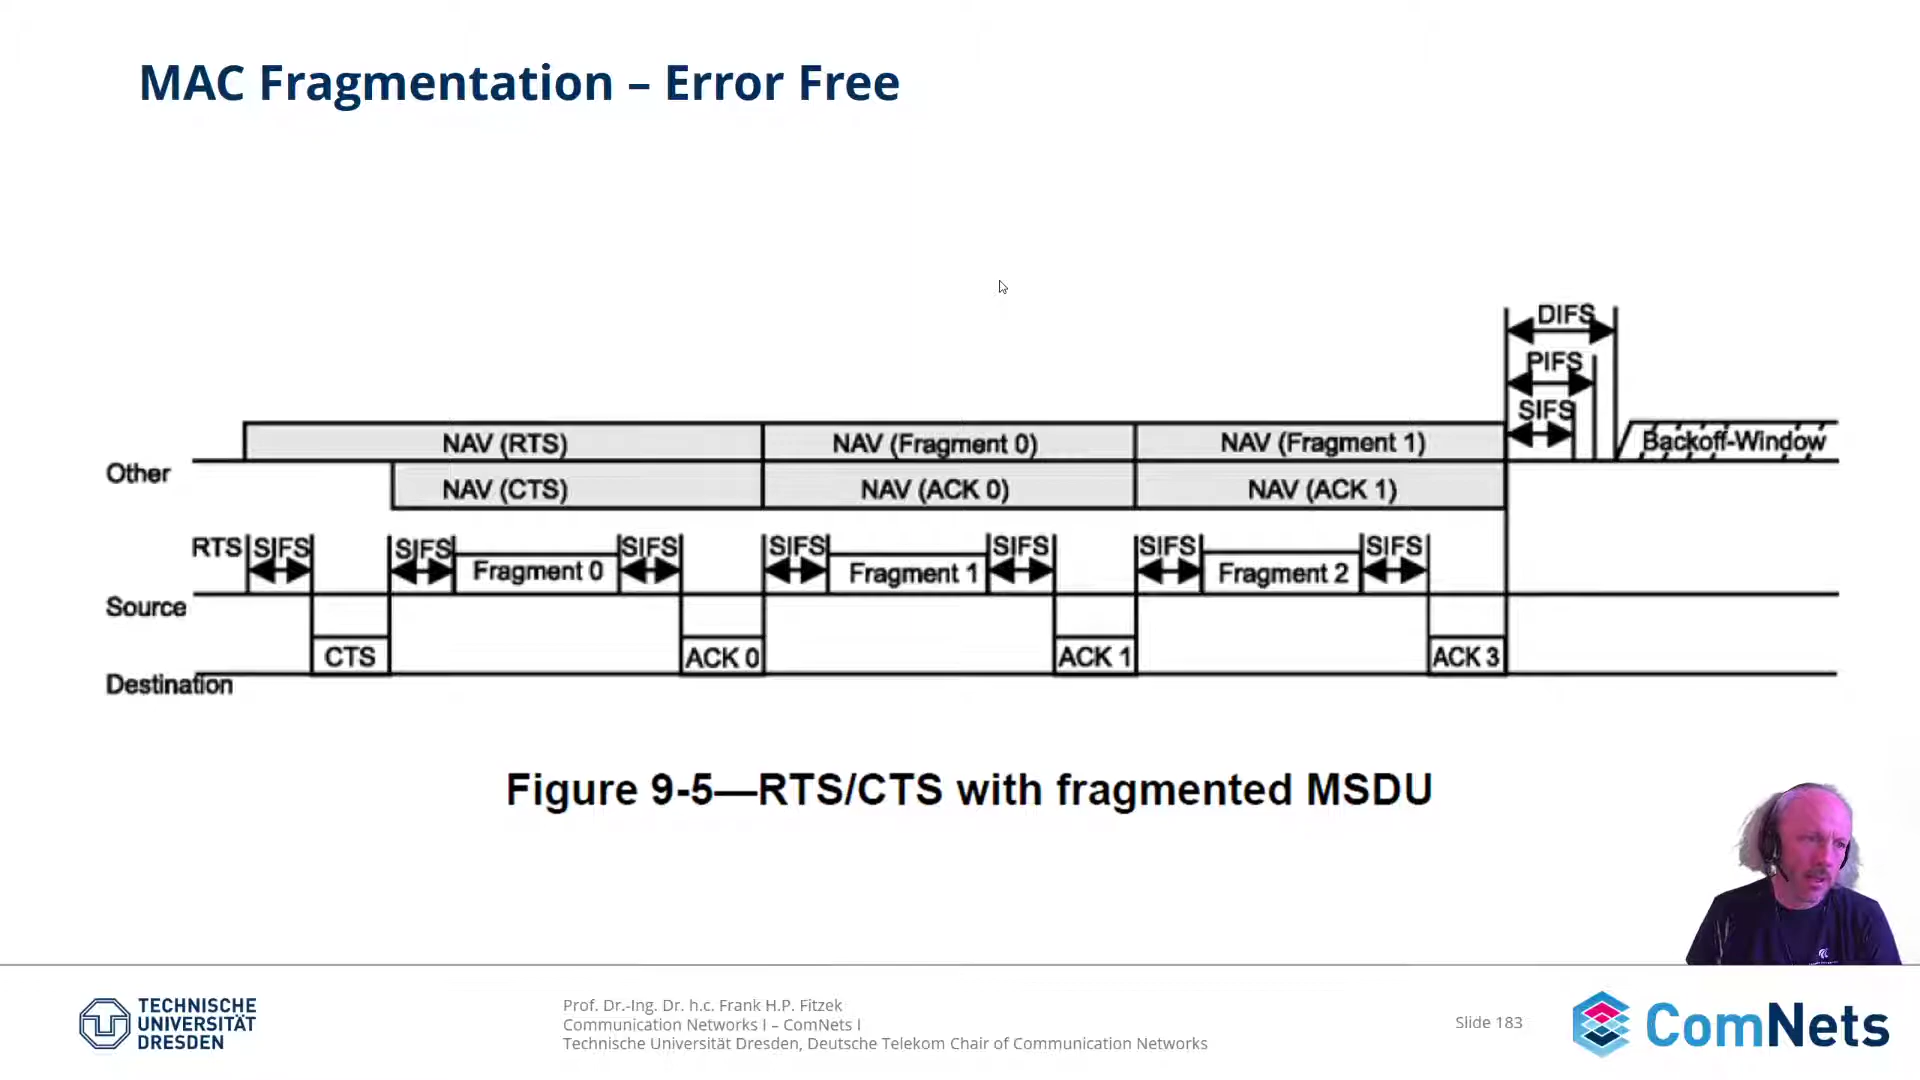 MAC Fragmentation – Error Free
DIFS
PIFS
SIFS
NAV (RTS) NAV (Fragment 0) NAV (Fragment 1) Backoff-Window
Other
NAV (CTS) NAV (ACK 0) NAV (ACK 1)
RTS SIFS SIFS Fragment 0 SIFS SIFS Fragment 1 SIFS SIFS Fragment 2 SIFS
Source
CTS ACK 0 ACK 1 ACK 3
Destination
Figure 9-5—RTS/CTS with fragmented MSDU
TECHNISCHE
UNIVERSITÄT
DRESDEN
Prof. Dr.-Ing. Dr. h.c. Frank H.P. Fitzek
Communication Networks I – ComNets I
Technische Universität Dresden, Deutsche Telekom Chair of Communication Networks
Slide 183
ComNets